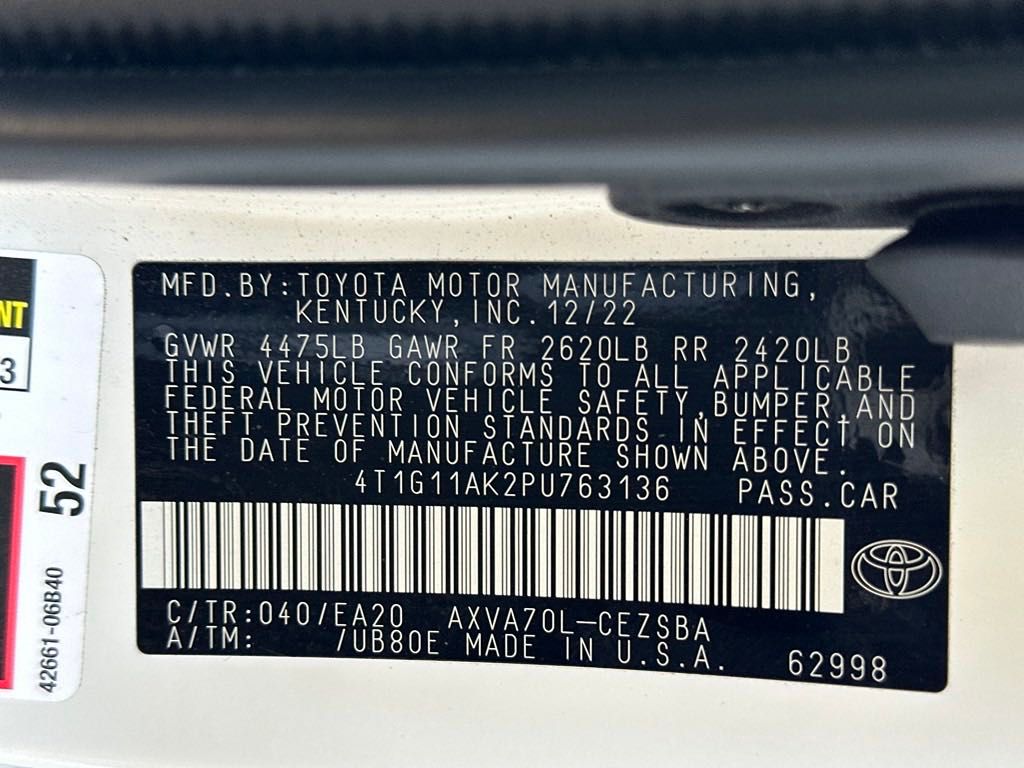 MFD.BY:TOYOTA MOTOR MANUFACTURING,
KENTUCKY,INC.12/22
GVWR 4475LB GAWR FR 2620LB RR 2420LB
THIS VEHICLE CONFORMS TO ALL APPLICABLE
FEDERAL MOTOR VEHICLE SAFETY,BUMPER,AND
THEFT PREVENTION STANDARDS IN EFFECT ON
THE DATE OF MANUFACTURE SHOWN ABOVE.
4T1G11AK2PU763136 PASS.CAR
C/TR:040/EA20 AXVA70L-CEZSBA
A/TM: /UB80E MADE IN U.S.A.
62998
NT
3
52
42661-06B40